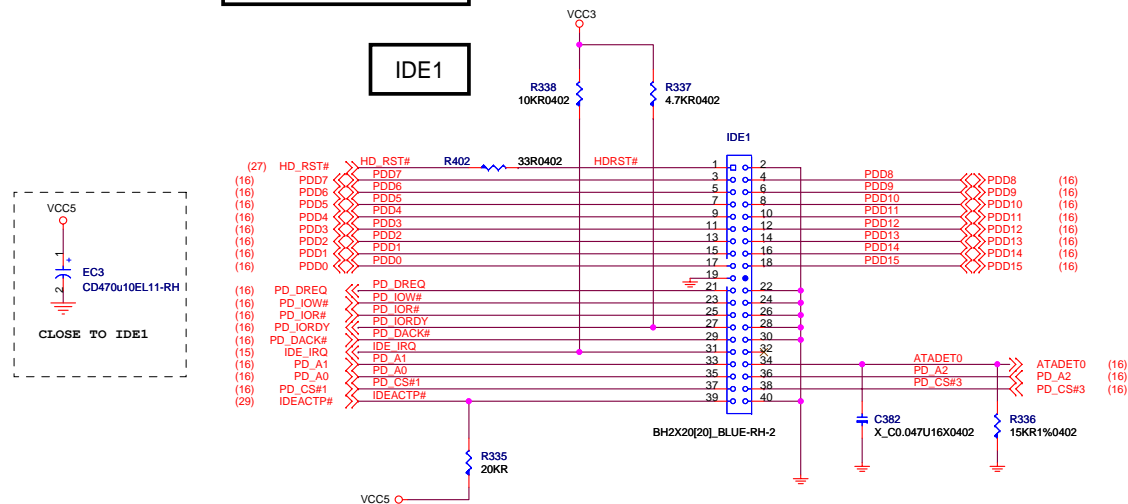 VCC3
IDE1
R338
10KR0402
R337
4.7KR0402
IDE1
(27) HD_RST# HD_RST# R402 33R0402 HDRST# 1 2
(16) PDD7 PDD7 3 4 PDD8 PDD8 (16)
(16) PDD6 PDD6 5 6 PDD9 PDD9 (16)
(16) PDD5 PDD5 7 8 PDD10 PDD10 (16)
(16) PDD4 PDD4 9 10 PDD11 PDD11 (16)
(16) PDD3 PDD3 11 12 PDD12 PDD12 (16)
(16) PDD2 PDD2 13 14 PDD13 PDD13 (16)
(16) PDD1 PDD1 15 16 PDD14 PDD14 (16)
(16) PDD0 PDD0 17 18 PDD15 PDD15 (16)
19
(16) PD_DREQ PD_DREQ 21 22
(16) PD_IOW# PD_IOW# 23 24
(16) PD_IOR# PD_IOR# 25 26
(16) PD_IORDY PD_IORDY 27 28
(16) PD_DACK# PD_DACK# 29 30
(15) IDE_IRQ IDE_IRQ 31 32
(16) PD_A1 PD_A1 33 34 ATADET0 ATADET0 (16)
(16) PD_A0 PD_A0 35 36 PD_A2 PD_A2 (16)
(16) PD_CS#1 PD_CS#1 37 38 PD_CS#3 PD_CS#3 (16)
(29) IDEACTP# IDEACTP# 39 40
BH2X20[20]_BLUE-RH-2
C382
X_C0.047U16X0402
R336
15KR1%0402
R335
20KR
VCC5
VCC5
1
+
EC3
CD470u10EL11-RH
2
CLOSE TO IDE1